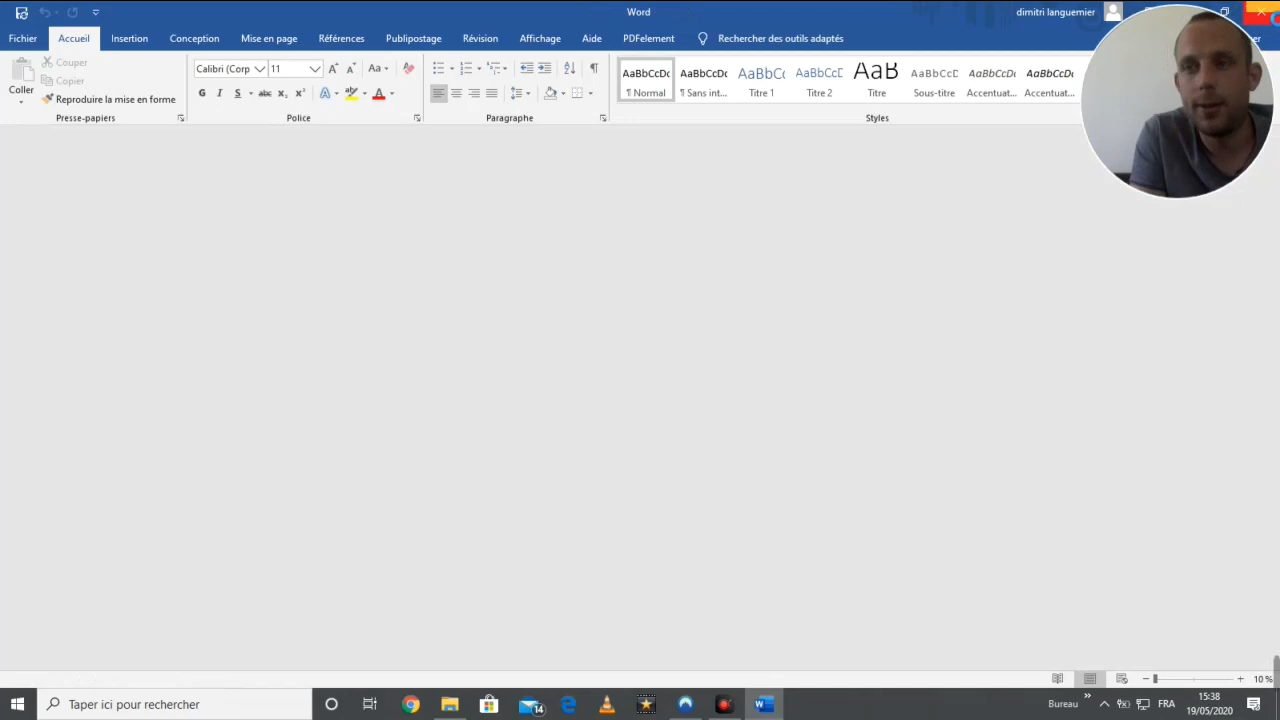 Word
dimitri languemier
Fichier Accueil Insertion Conception Mise en page Références Publipostage Révision Affichage Aide PDFelement Rechercher des outils adaptés
Coller
Couper
Copier
Reproduire la mise en forme
Presse-papiers
Calibri (Corp 11
Aa
G I S abc x₂ x² A A
Police
Paragraphe
AaBbCcDc AaBbCcDc AaBbC( AaBbCcC AaB AaBbCcD AaBbCcDc AaBbCcDc
¶ Normal ¶ Sans int... Titre 1 Titre 2 Titre Sous-titre Accentuat... Accentuat...
Styles
10 %
Taper ici pour rechercher
14
Bureau
FRA
15:38
19/05/2020